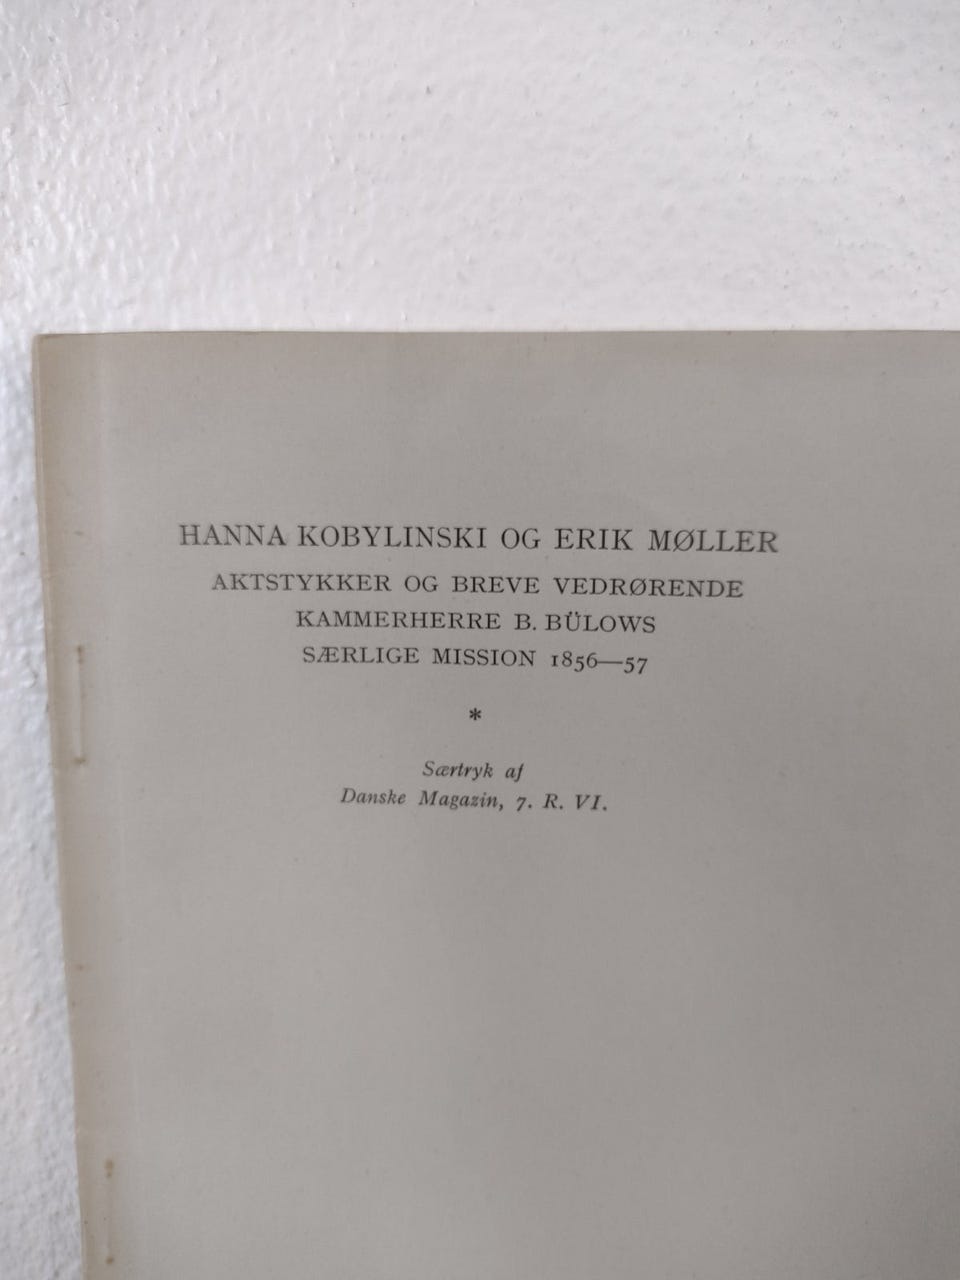 HANNA KOBYLINSKI OG ERIK MØLLER
AKTSTYKKER OG BREVE VEDRØRENDE
KAMMERHERRE B. BÜLOWS
SÆRLIGE MISSION 1856—57
*
Særtryk af
Danske Magazin, 7. R. VI.